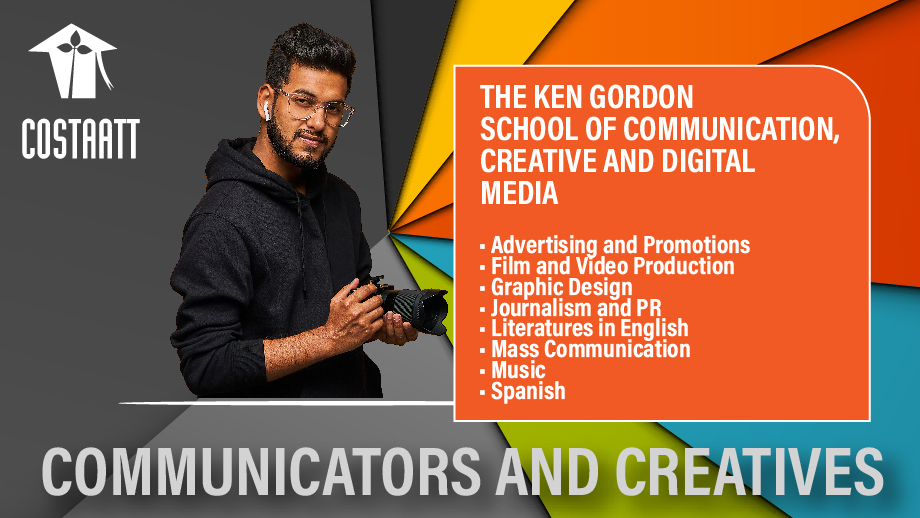 COSTAATT
THE KEN GORDON
SCHOOL OF COMMUNICATION,
CREATIVE AND DIGITAL
MEDIA
▪ Advertising and Promotions
▪ Film and Video Production
▪ Graphic Design
▪ Journalism and PR
▪ Literatures in English
▪ Mass Communication
▪ Music
▪ Spanish
COMMUNICATORS AND CREATIVES